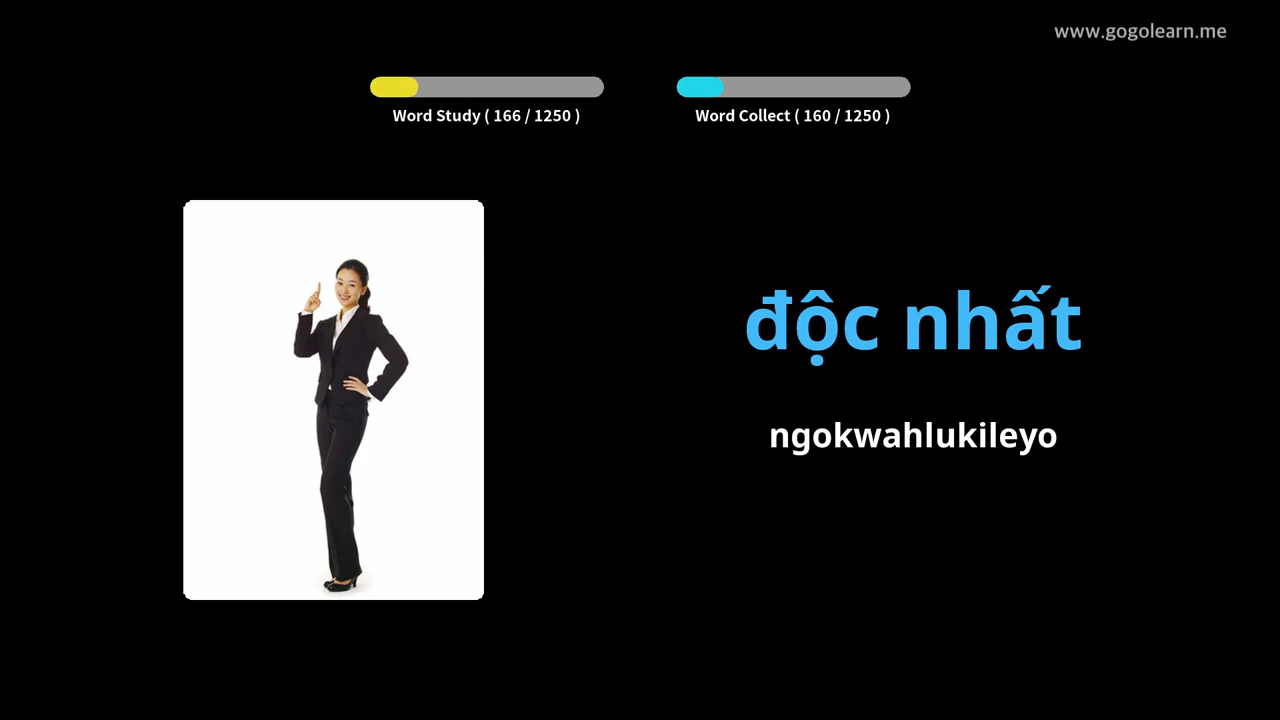 www.gogolearn.me
Word Study ( 166 / 1250 )
Word Collect ( 160 / 1250 )
độc nhất
ngokwahlukileyo